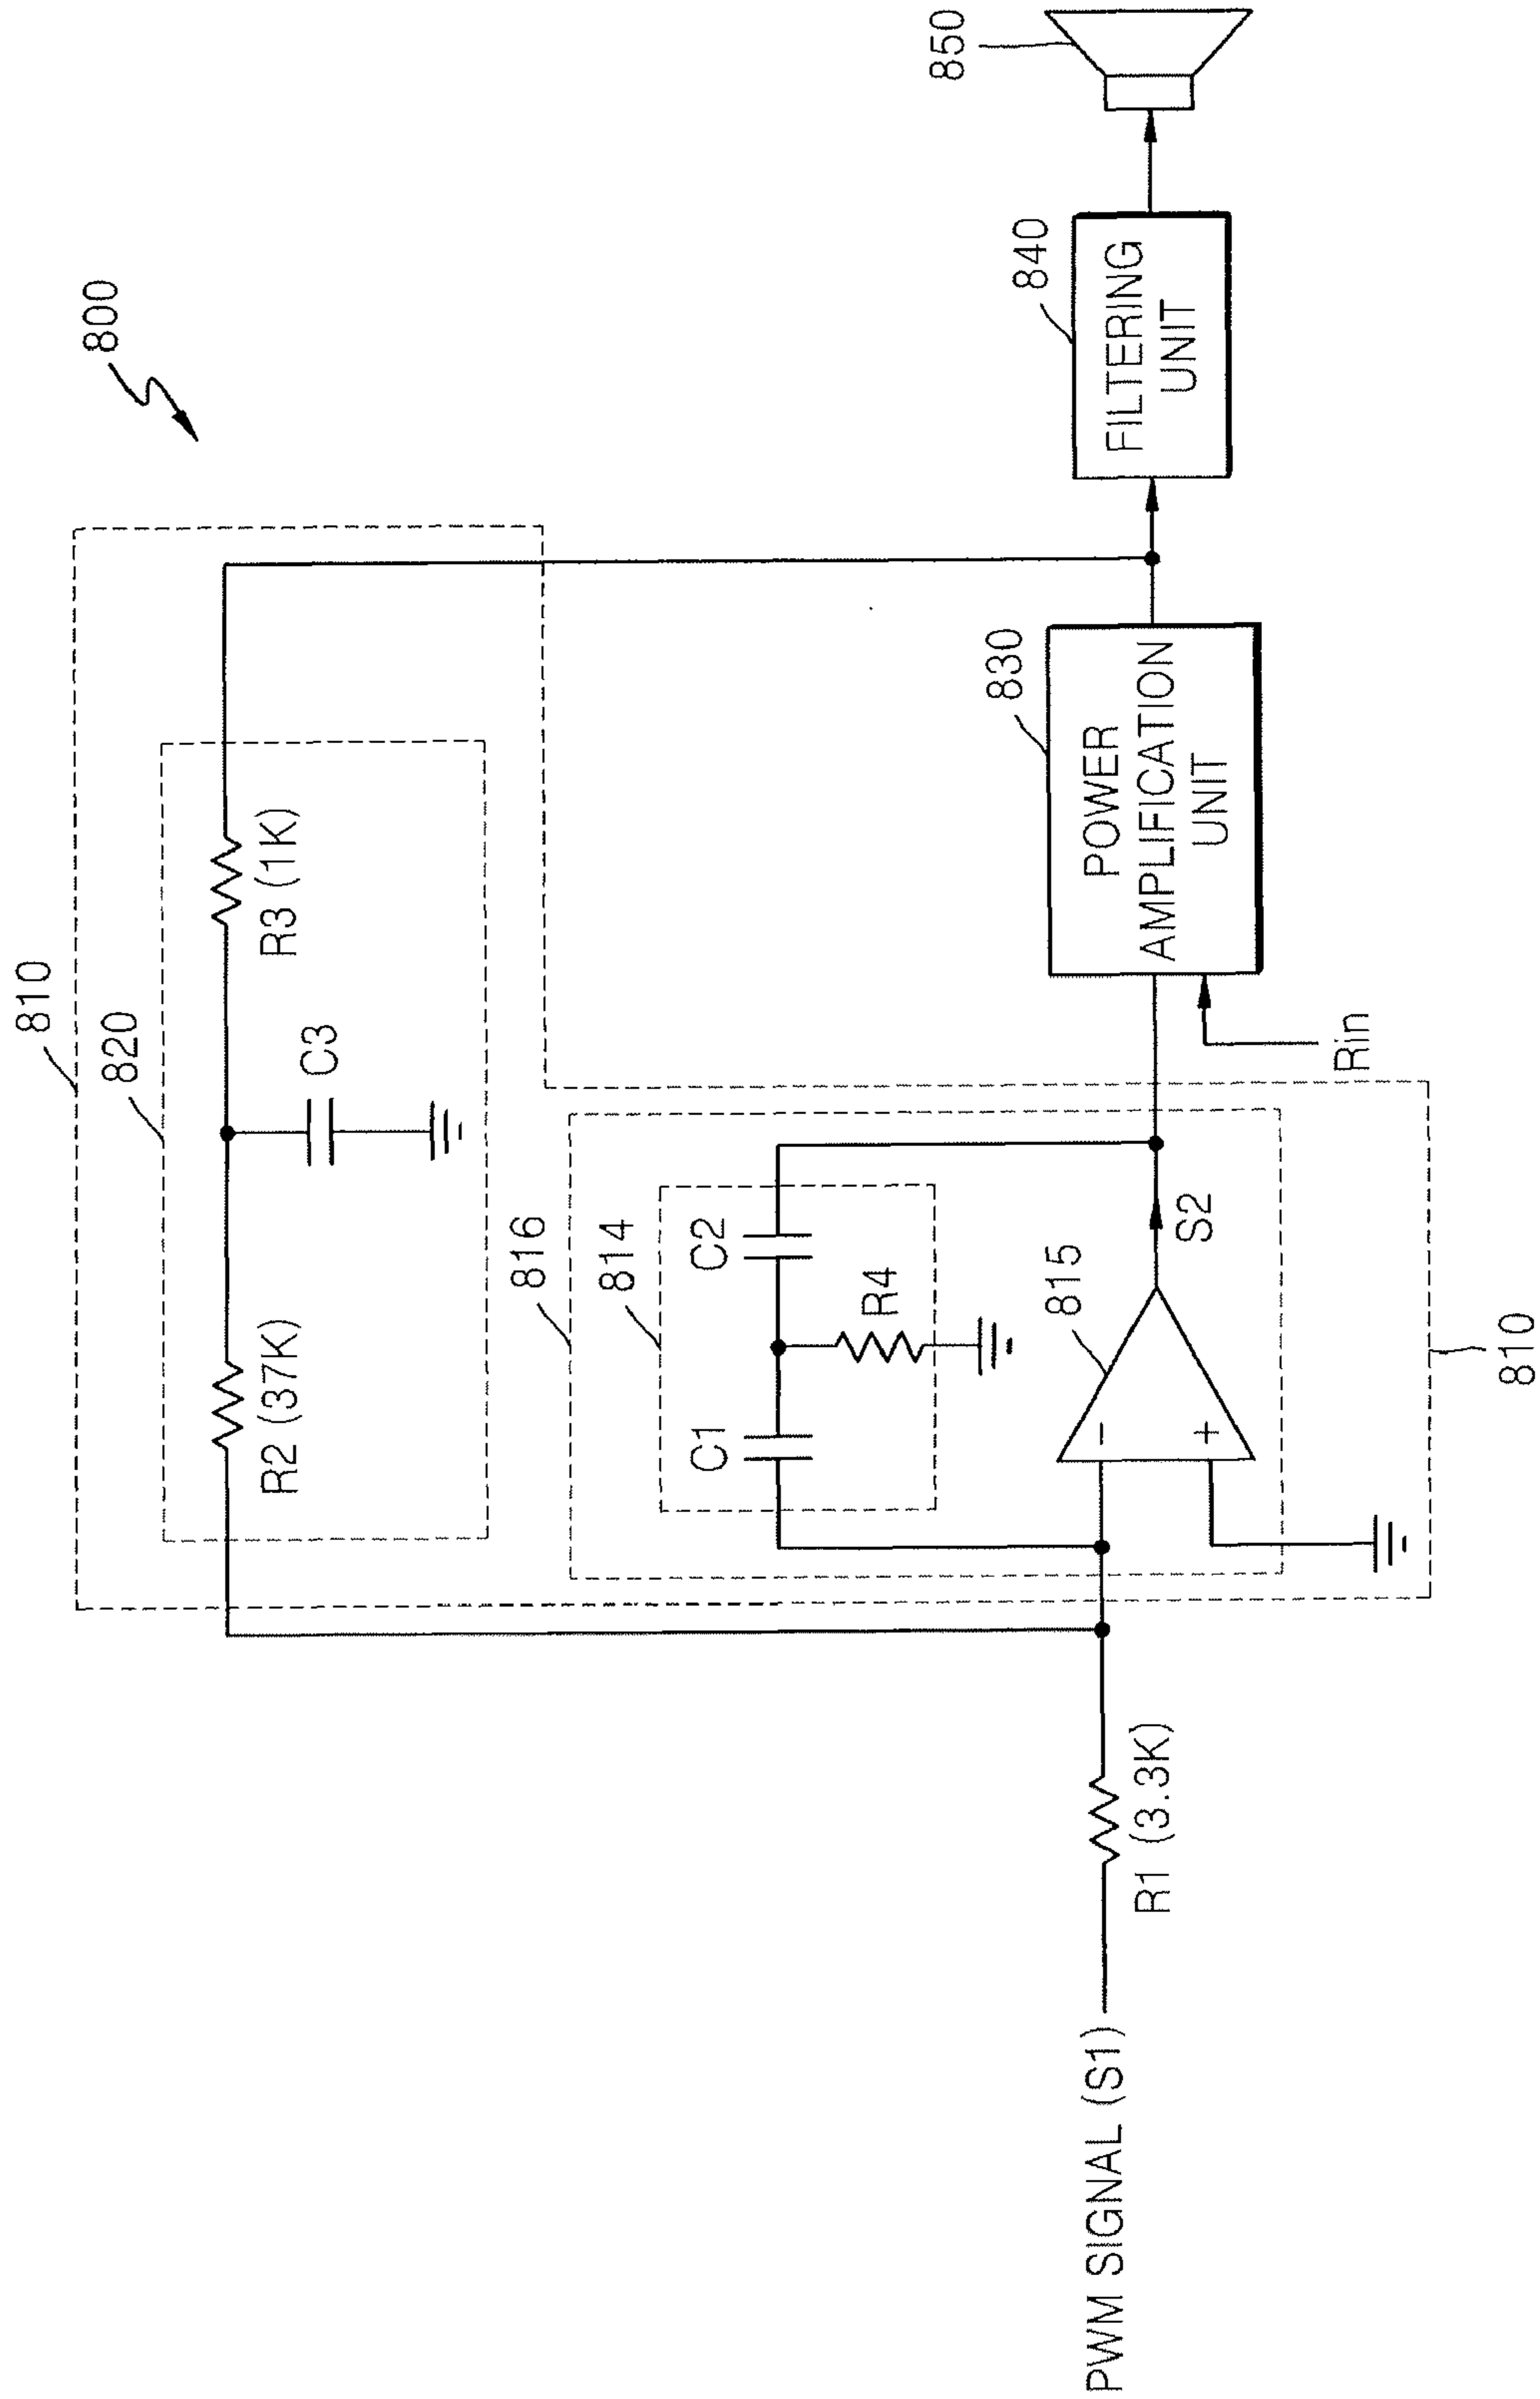 800
810
820
R2 (37K)
C3
R3 (1K)
816
814
C1
C2
R4
815
S2
PWM SIGNAL (S1)
R1 (3.3K)
830
POWER
AMPLIFICATION
UNIT
Rin
840
FILTERING
UNIT
850
810
-
+